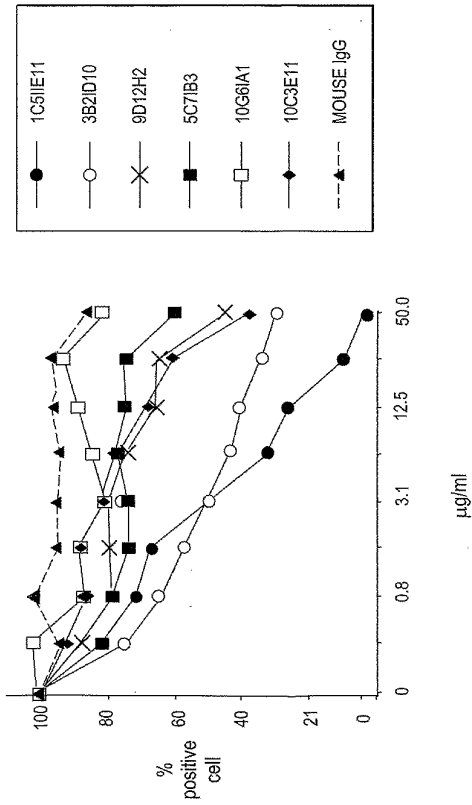 1C5IIE11
3B2ID10
9D12H2
5C7IB3
10G6IA1
10C3E11
MOUSE IgG
%
positive
cell
100
80
60
40
21
0
0
0.8
3.1
12.5
50.0
µg/ml